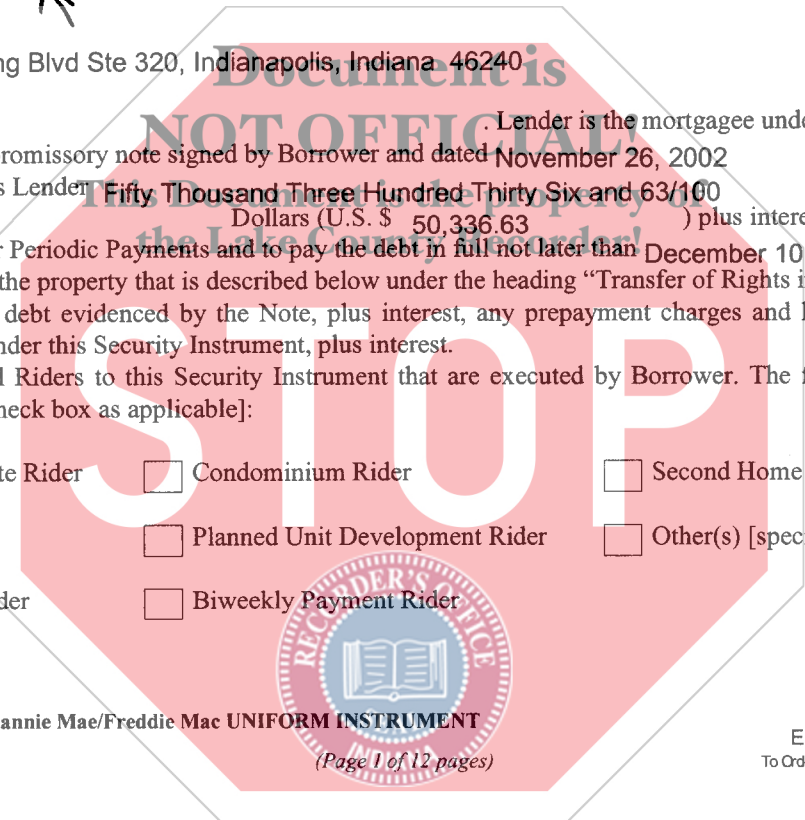 ng Blvd Ste 320, Indianapolis, Indiana 46240
Document is
. Lender is the mortgagee unde
NOT OFFICIAL!
romissory note signed by Borrower and dated November 26, 2002
s Lender Fifty Thousand Three Hundred Thirty Six and 63/100
This Document is the property of
Dollars (U.S. $ 50,336.63 ) plus intere
the Lake County Recorder!
r Periodic Payments and to pay the debt in full not later than December 10
the property that is described below under the heading “Transfer of Rights i
debt evidenced by the Note, plus interest, any prepayment charges and l
nder this Security Instrument, plus interest.
l Riders to this Security Instrument that are executed by Borrower. The f
heck box as applicable]:
STOP
te Rider Condominium Rider Second Home
Planned Unit Development Rider Other(s) [spec
der Biweekly Payment Rider
RECORDER'S OFFICE
SEAL
INDIANA
annie Mae/Freddie Mac UNIFORM INSTRUMENT
(Page 1 of 12 pages)
E
To Ord